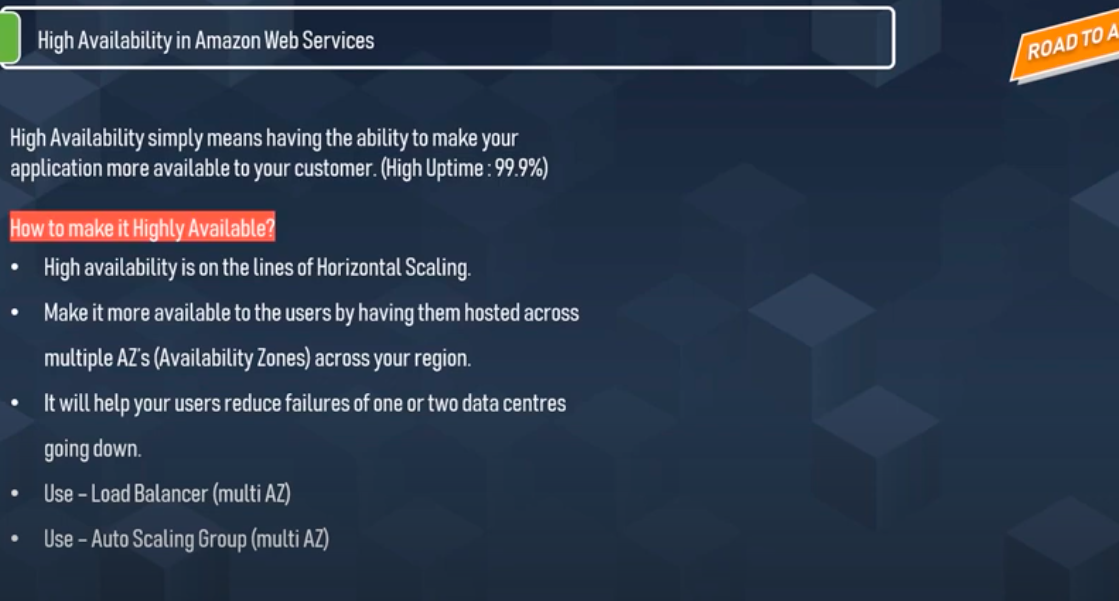 High Availability in Amazon Web Services
ROAD TO A
High Availability simply means having the ability to make your
application more available to your customer. (High Uptime : 99.9%)
How to make it Highly Available?
• High availability is on the lines of Horizontal Scaling.
• Make it more available to the users by having them hosted across
multiple AZ's (Availability Zones) across your region.
• It will help your users reduce failures of one or two data centres
going down.
• Use – Load Balancer (multi AZ)
• Use – Auto Scaling Group (multi AZ)